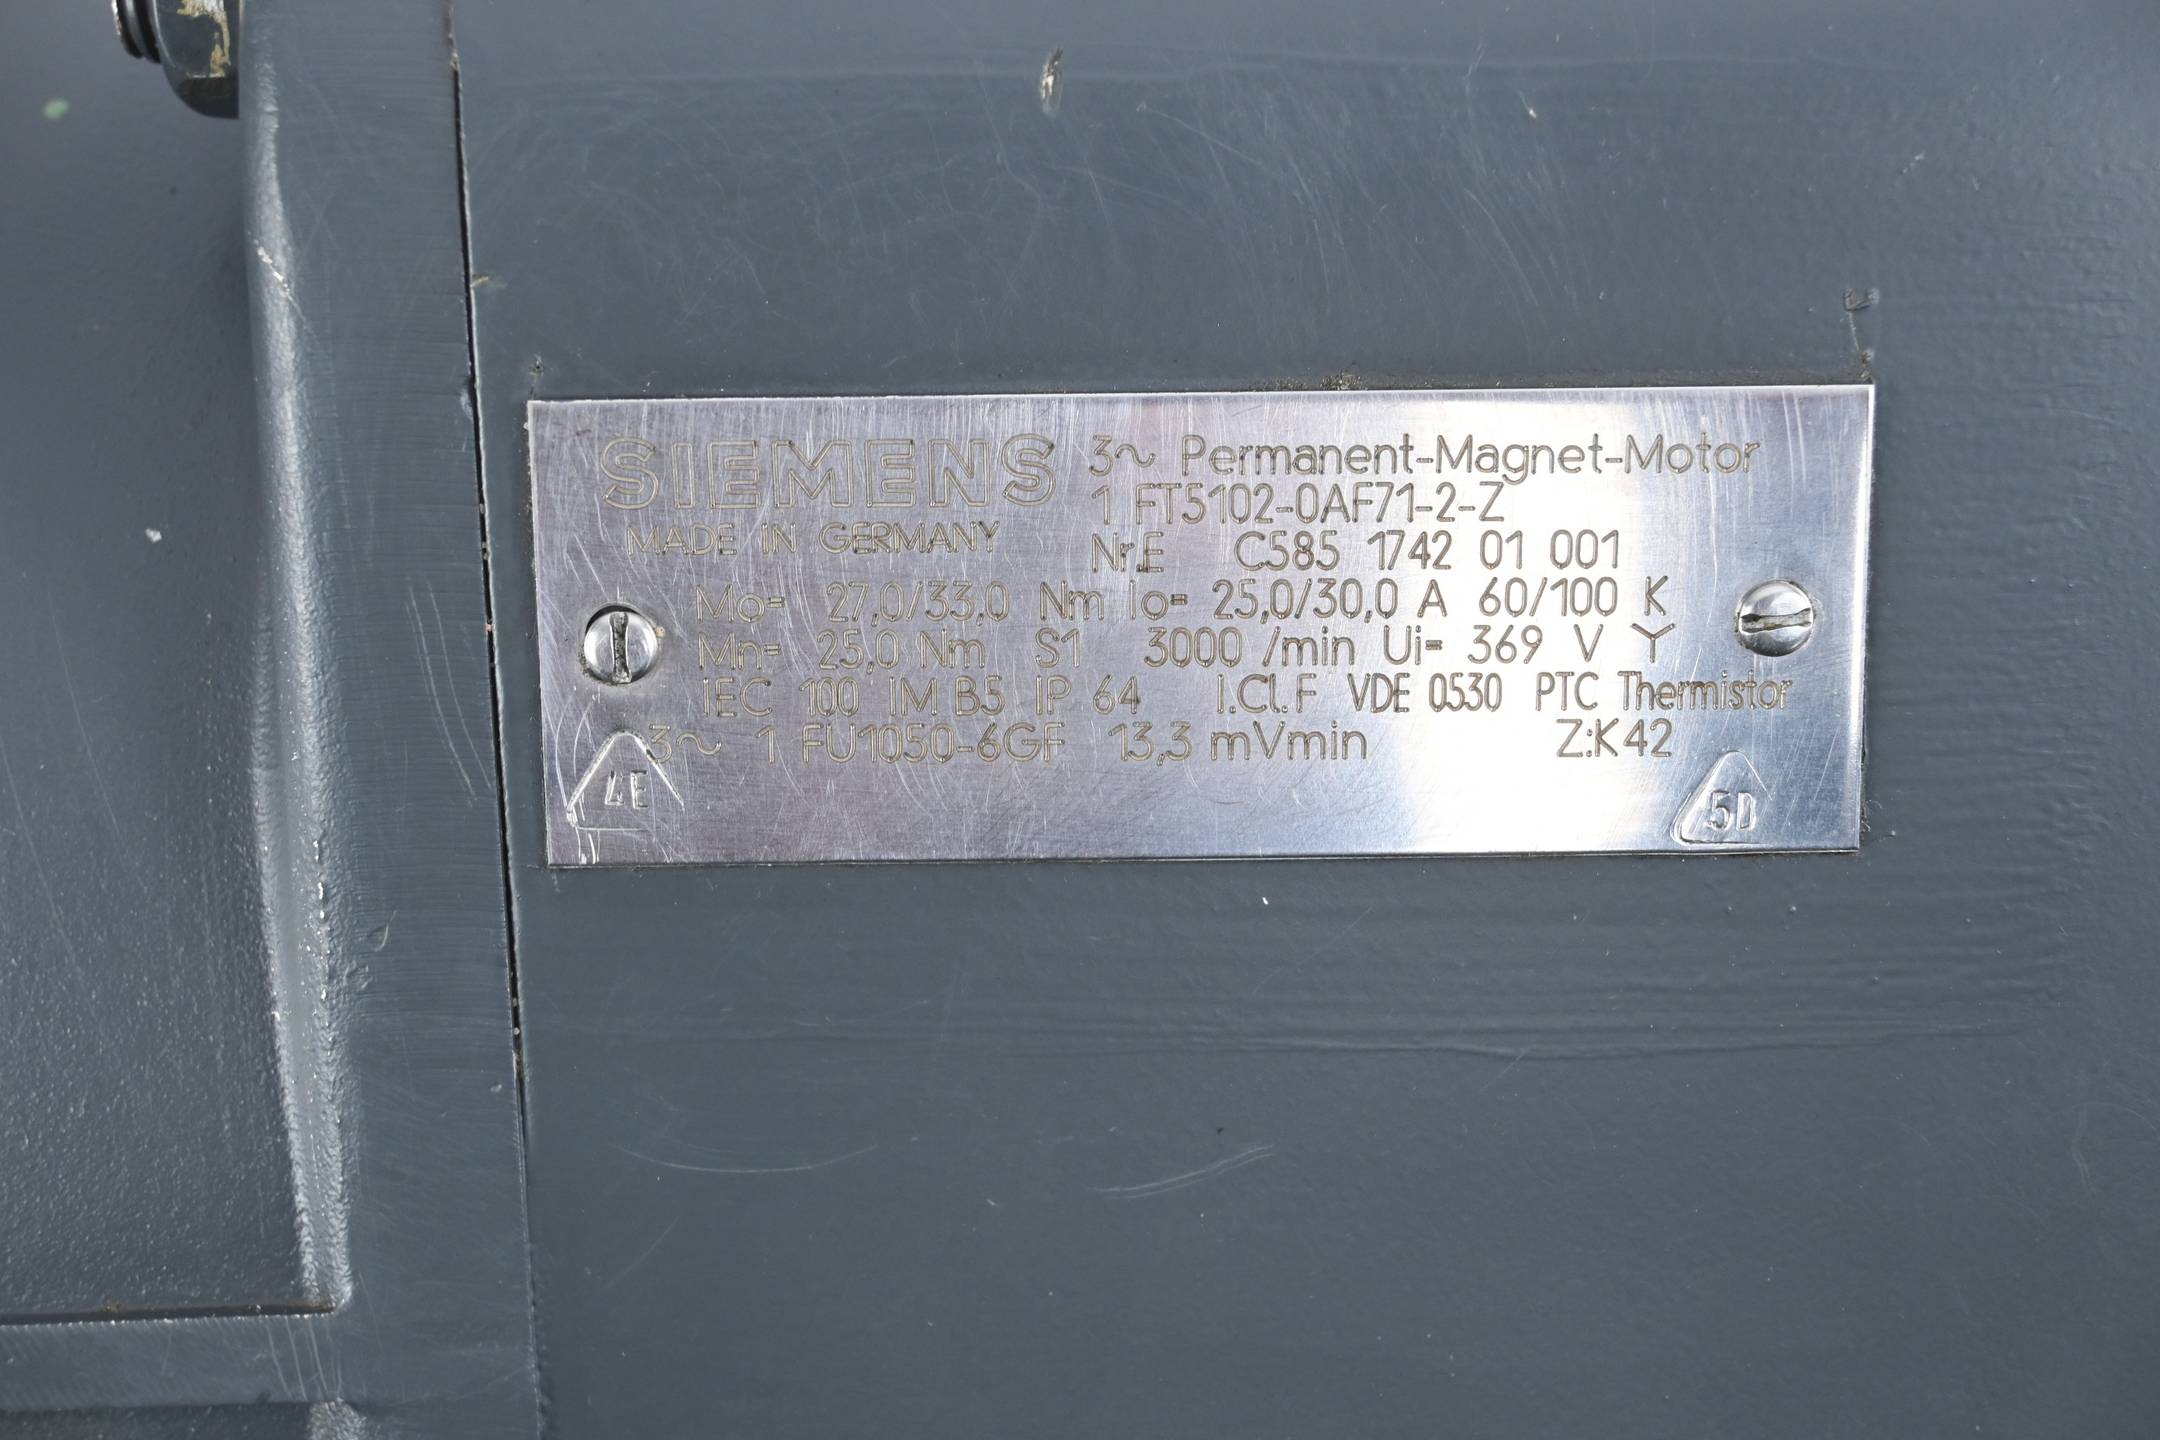 SIEMENS 3~ Permanent-Magnet-Motor
1 FT5102-0AF71-2-Z
MADE IN GERMANY Nr.E C585 1742 01 001
Mo= 27,0/33,0 Nm Io= 25,0/30,0 A 60/100 K
Mn= 25,0 Nm S1 3000 /min Ui= 369 V Y
IEC 100 IM B5 IP 64 I.Cl.F VDE 0530 PTC Thermistor
3~ 1 FU1050-6GF 13,3 mVmin Z:K42
4E 5D